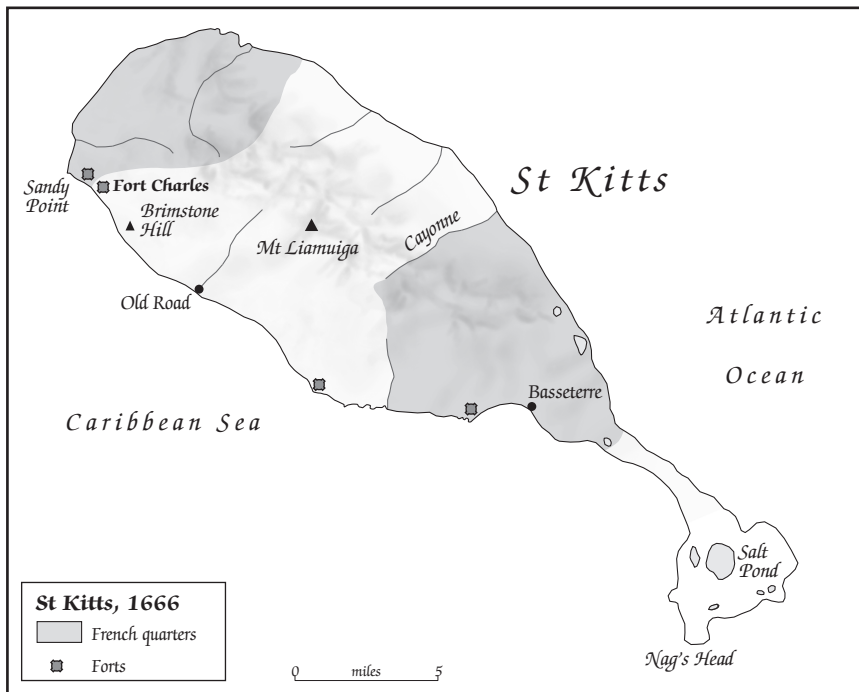 St Kitts
Sandy
Point
Fort Charles
Brimstone
Hill
Mt Liamuiga
Cayonne
Old Road
Atlantic
Ocean
Basseterre
Caribbean Sea
Salt
Pond
Nag's Head
St Kitts, 1666
French quarters
Forts
0 miles 5